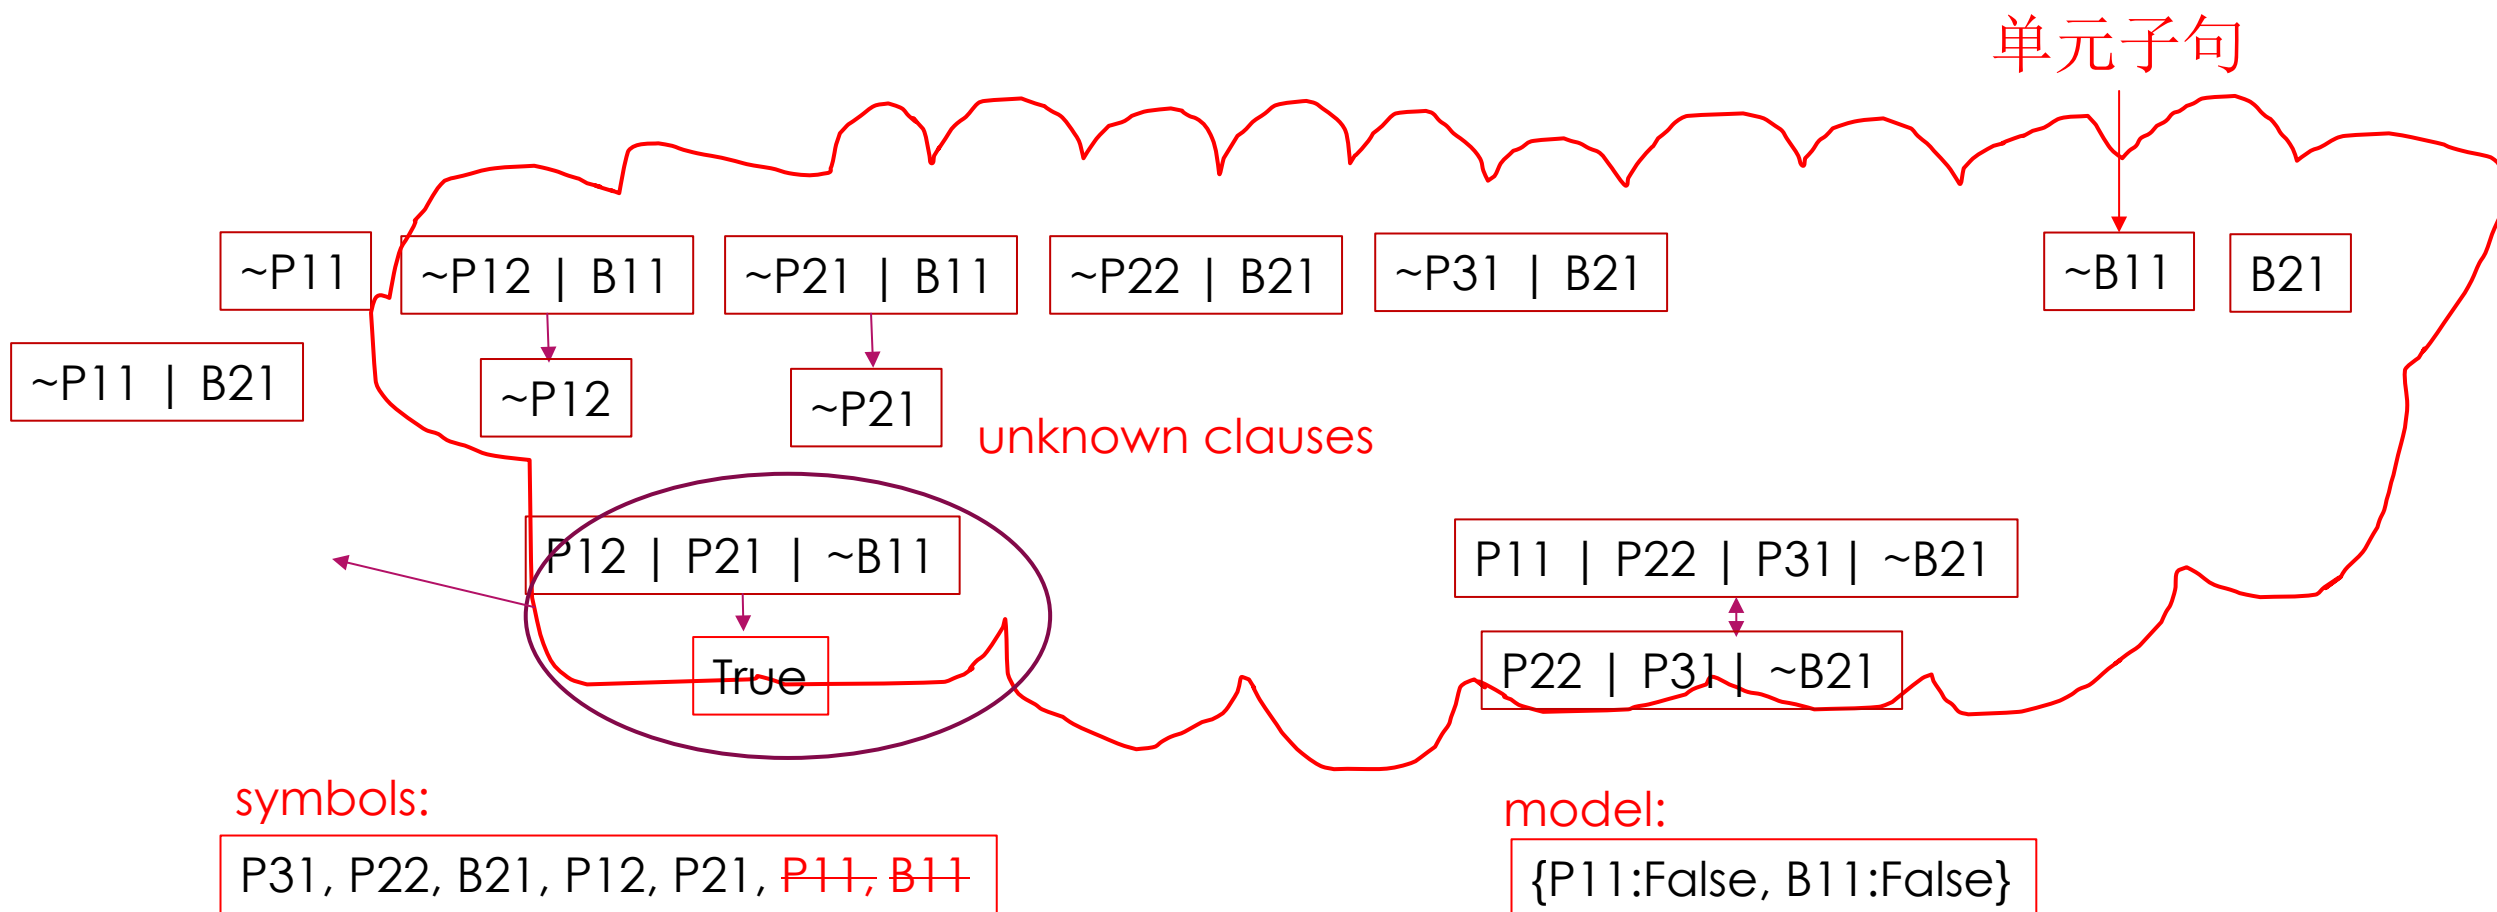 单元子句
~P11
~P12 | B11
~P21 | B11
~P22 | B21
~P31 | B21
~B11
B21
~P11 | B21
~P12
~P21
unknown clauses
P12 | P21 | ~B11
P11 | P22 | P31| ~B21
True
P22 | P31| ~B21
symbols:
model:
P31, P22, B21, P12, P21, P11, B11
{P11:False, B11:False}